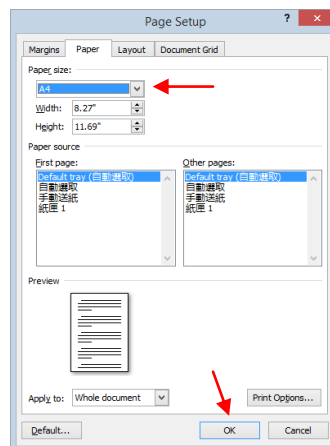 Page Setup
?
Margins Paper Layout Document Grid
Paper size:
A4
Width: 8.27"
Height: 11.69"
Paper source
First page: Other pages:
Default tray (自動選取) Default tray (自動選取)
自動選取 自動選取
手動送紙 手動送紙
紙匣 1 紙匣 1
Preview
Apply to: Whole document Print Options...
Default... OK Cancel